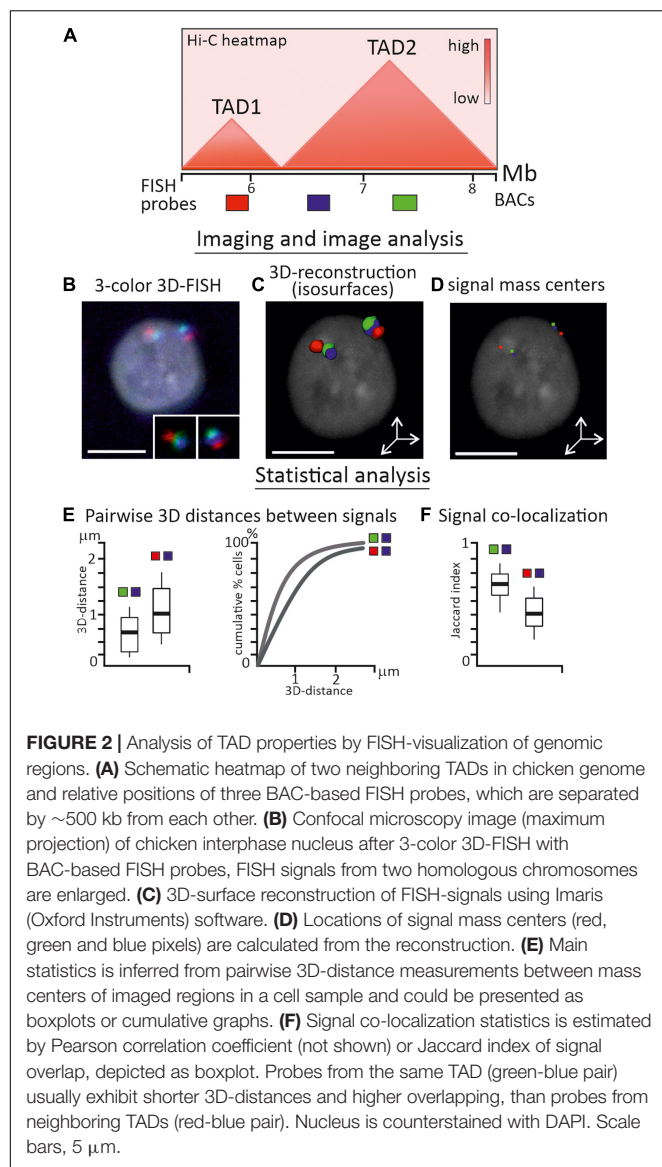 A
Hi-C heatmap
TAD1
TAD2
high
low
Mb
6
7
8
FISH
probes
BACs
Imaging and image analysis
B 3-color 3D-FISH
C 3D-reconstruction
(isosurfaces)
D signal mass centers
Statistical analysis
E Pairwise 3D distances between signals
μm
2
1
0
3D-distance
%
100
0
cumulative % cells
1
2
μm
3D-distance
F Signal co-localization
1
0
Jaccard index
FIGURE 2 | Analysis of TAD properties by FISH-visualization of genomic
regions. (A) Schematic heatmap of two neighboring TADs in chicken genome
and relative positions of three BAC-based FISH probes, which are separated
by ~500 kb from each other. (B) Confocal microscopy image (maximum
projection) of chicken interphase nucleus after 3-color 3D-FISH with
BAC-based FISH probes, FISH signals from two homologous chromosomes
are enlarged. (C) 3D-surface reconstruction of FISH-signals using Imaris
(Oxford Instruments) software. (D) Locations of signal mass centers (red,
green and blue pixels) are calculated from the reconstruction. (E) Main
statistics is inferred from pairwise 3D-distance measurements between mass
centers of imaged regions in a cell sample and could be presented as
boxplots or cumulative graphs. (F) Signal co-localization statistics is estimated
by Pearson correlation coefficient (not shown) or Jaccard index of signal
overlap, depicted as boxplot. Probes from the same TAD (green-blue pair)
usually exhibit shorter 3D-distances and higher overlapping, than probes from
neighboring TADs (red-blue pair). Nucleus is counterstained with DAPI. Scale
bars, 5 μm.